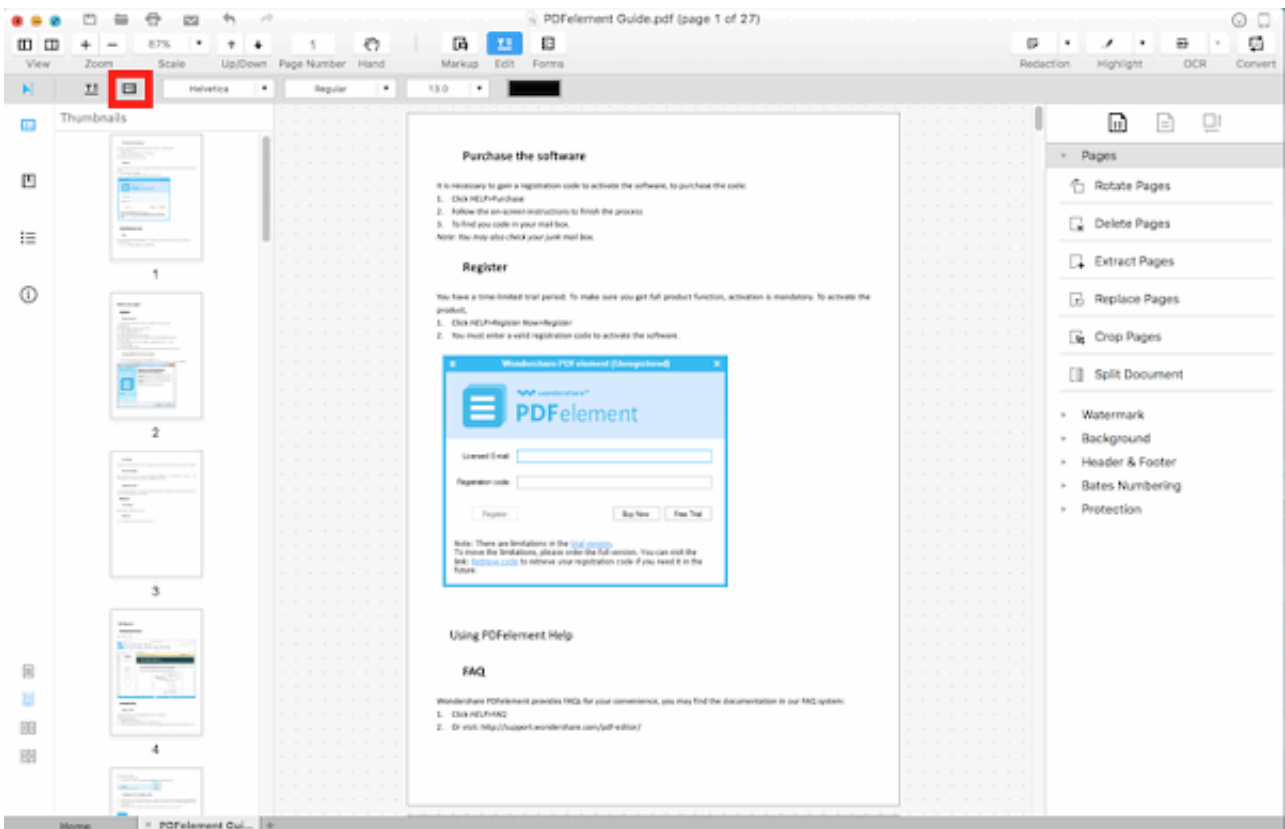 PDFelement Guide.pdf (page 1 of 27)
67%
1
View Zoom Scale Up/Down Page Number Hand Markup Edit Forms Redaction Highlight OCR Convert
Helvetica Regular 13.0
Thumbnails
1
2
3
4
Purchase the software
It is necessary to gain a registration code to activate the software, to purchase the code:
1. Click HELP>Purchase
2. Follow the on-screen instructions to finish the process
3. To find you code in your mail box.
Note: You may also check your junk mail box.
Register
You have a time-limited trial period. To make sure you get full product function, activation is mandatory. To activate the
product,
1. Click HELP>Register Now>Register
2. You must enter a valid registration code to activate the software.
Wondershare PDFelement (Unregistered)
wondershare™
PDFelement
Licensed E-mail:
Registration code:
Register Buy Now Free Trial
Note: There are limitations in the trial version.
To move the limitations, please order the full version. You can visit the
link: Retrieve code to retrieve your registration code if you need it in the
future.
Using PDFelement Help
FAQ
Wondershare PDFelement provides FAQs for your convenience, you may find the documentation in our FAQ system:
1. Click HELP>FAQ
2. Or visit: http://support.wondershare.com/pdf-editor/
Pages
Rotate Pages
Delete Pages
Extract Pages
Replace Pages
Crop Pages
Split Document
Watermark
Background
Header & Footer
Bates Numbering
Protection
Home
PDFelement Gui...